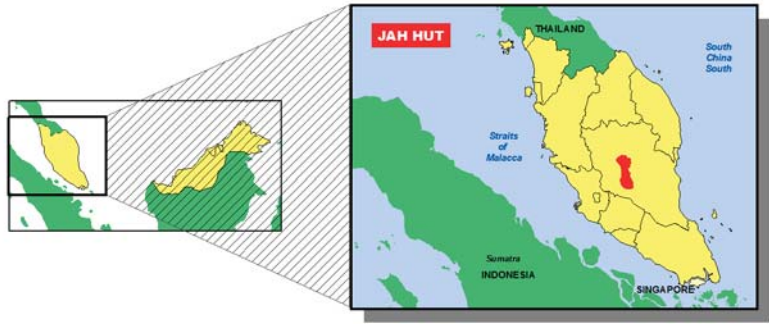 JAH HUT
THAILAND
South
China
South
Straits
of
Malacca
Sumatra
INDONESIA
SINGAPORE